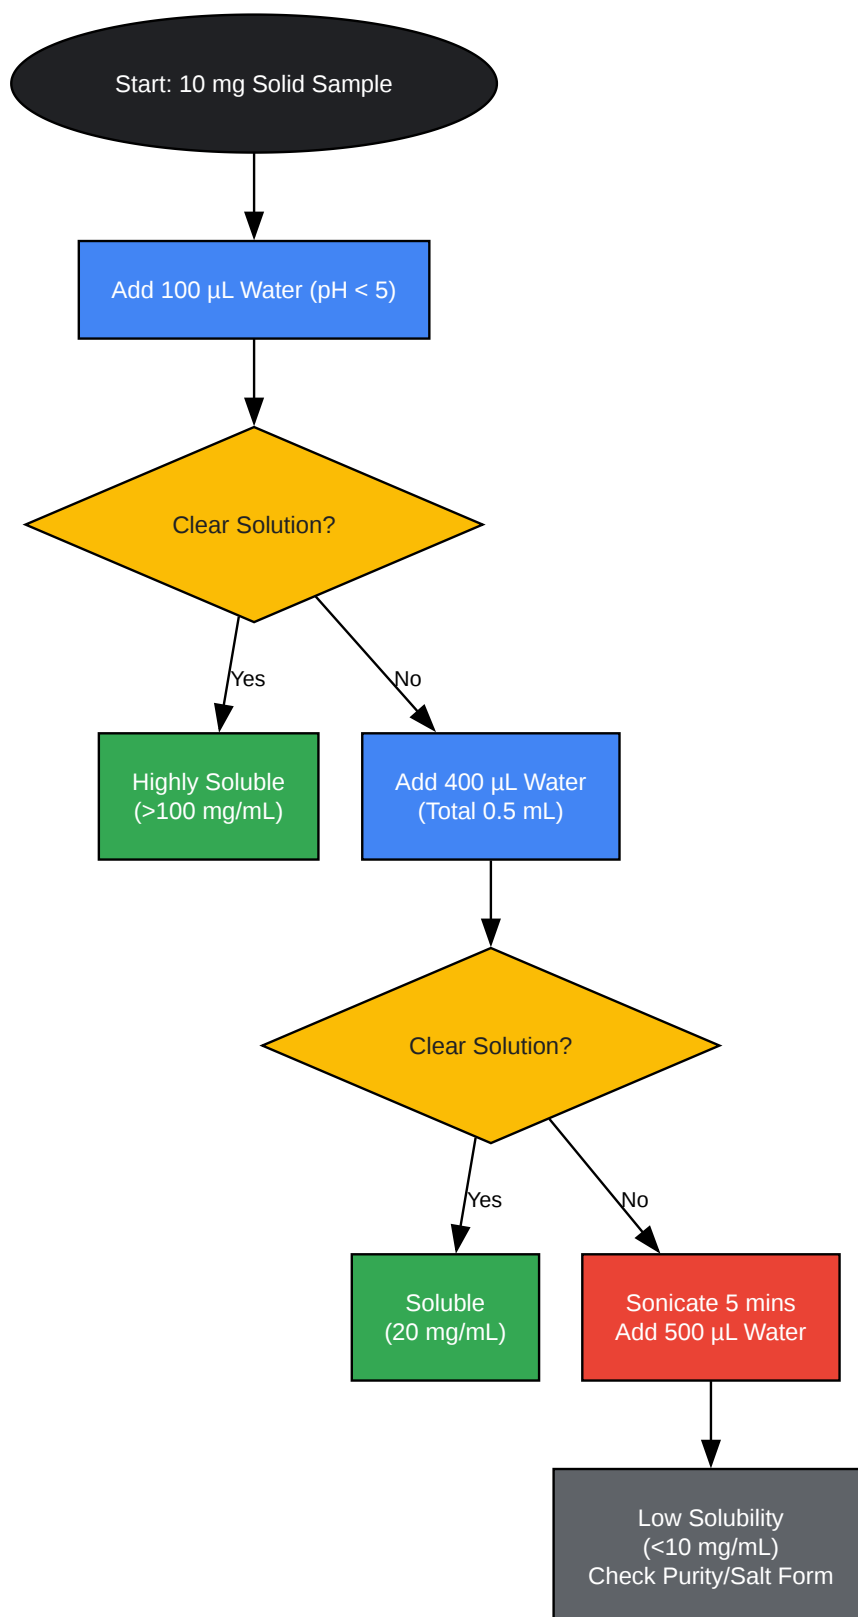 Start: 10 mg Solid Sample
Add 100 µL Water (pH < 5)
Clear Solution?
Yes
No
Highly Soluble
(>100 mg/mL)
Add 400 µL Water
(Total 0.5 mL)
Clear Solution?
Yes
No
Soluble
(20 mg/mL)
Sonicate 5 mins
Add 500 µL Water
Low Solubility
(<10 mg/mL)
Check Purity/Salt Form